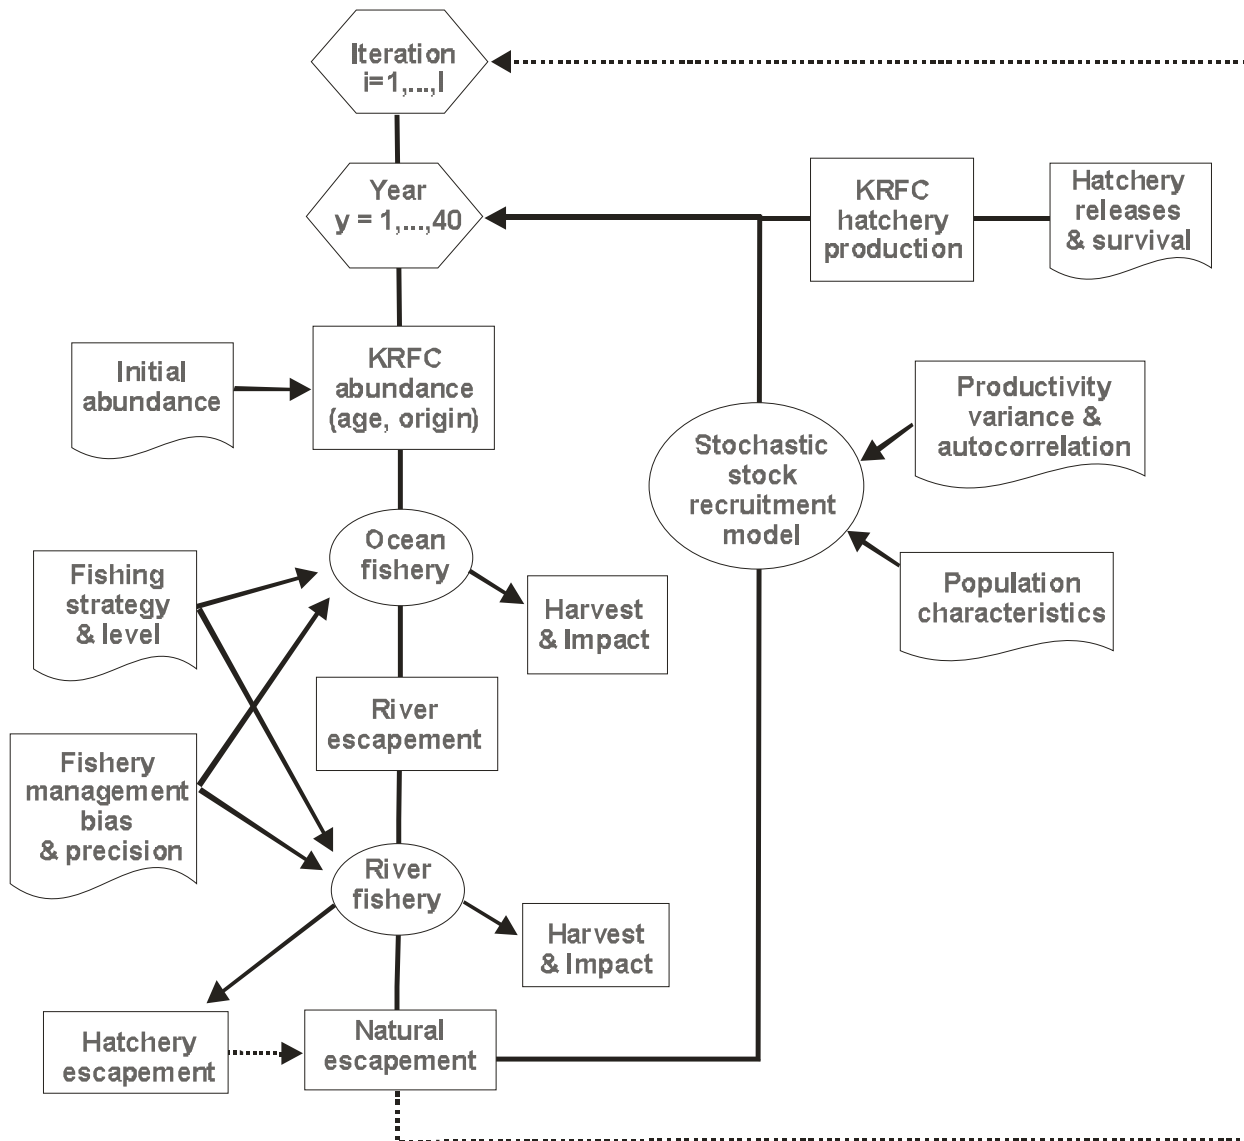 Iteration
i=1,...,I
Year
y = 1,...,40
KRFC
hatchery
production
Hatchery
releases
& survival
Initial
abundance
KRFC
abundance
(age, origin)
Productivity
variance &
autocorrelation
Stochastic
stock
recruitment
model
Ocean
fishery
Fishing
strategy
& level
Harvest
& Impact
Population
characteristics
River
escapement
Fishery
management
bias
& precision
River
fishery
Harvest
& Impact
Hatchery
escapement
Natural
escapement